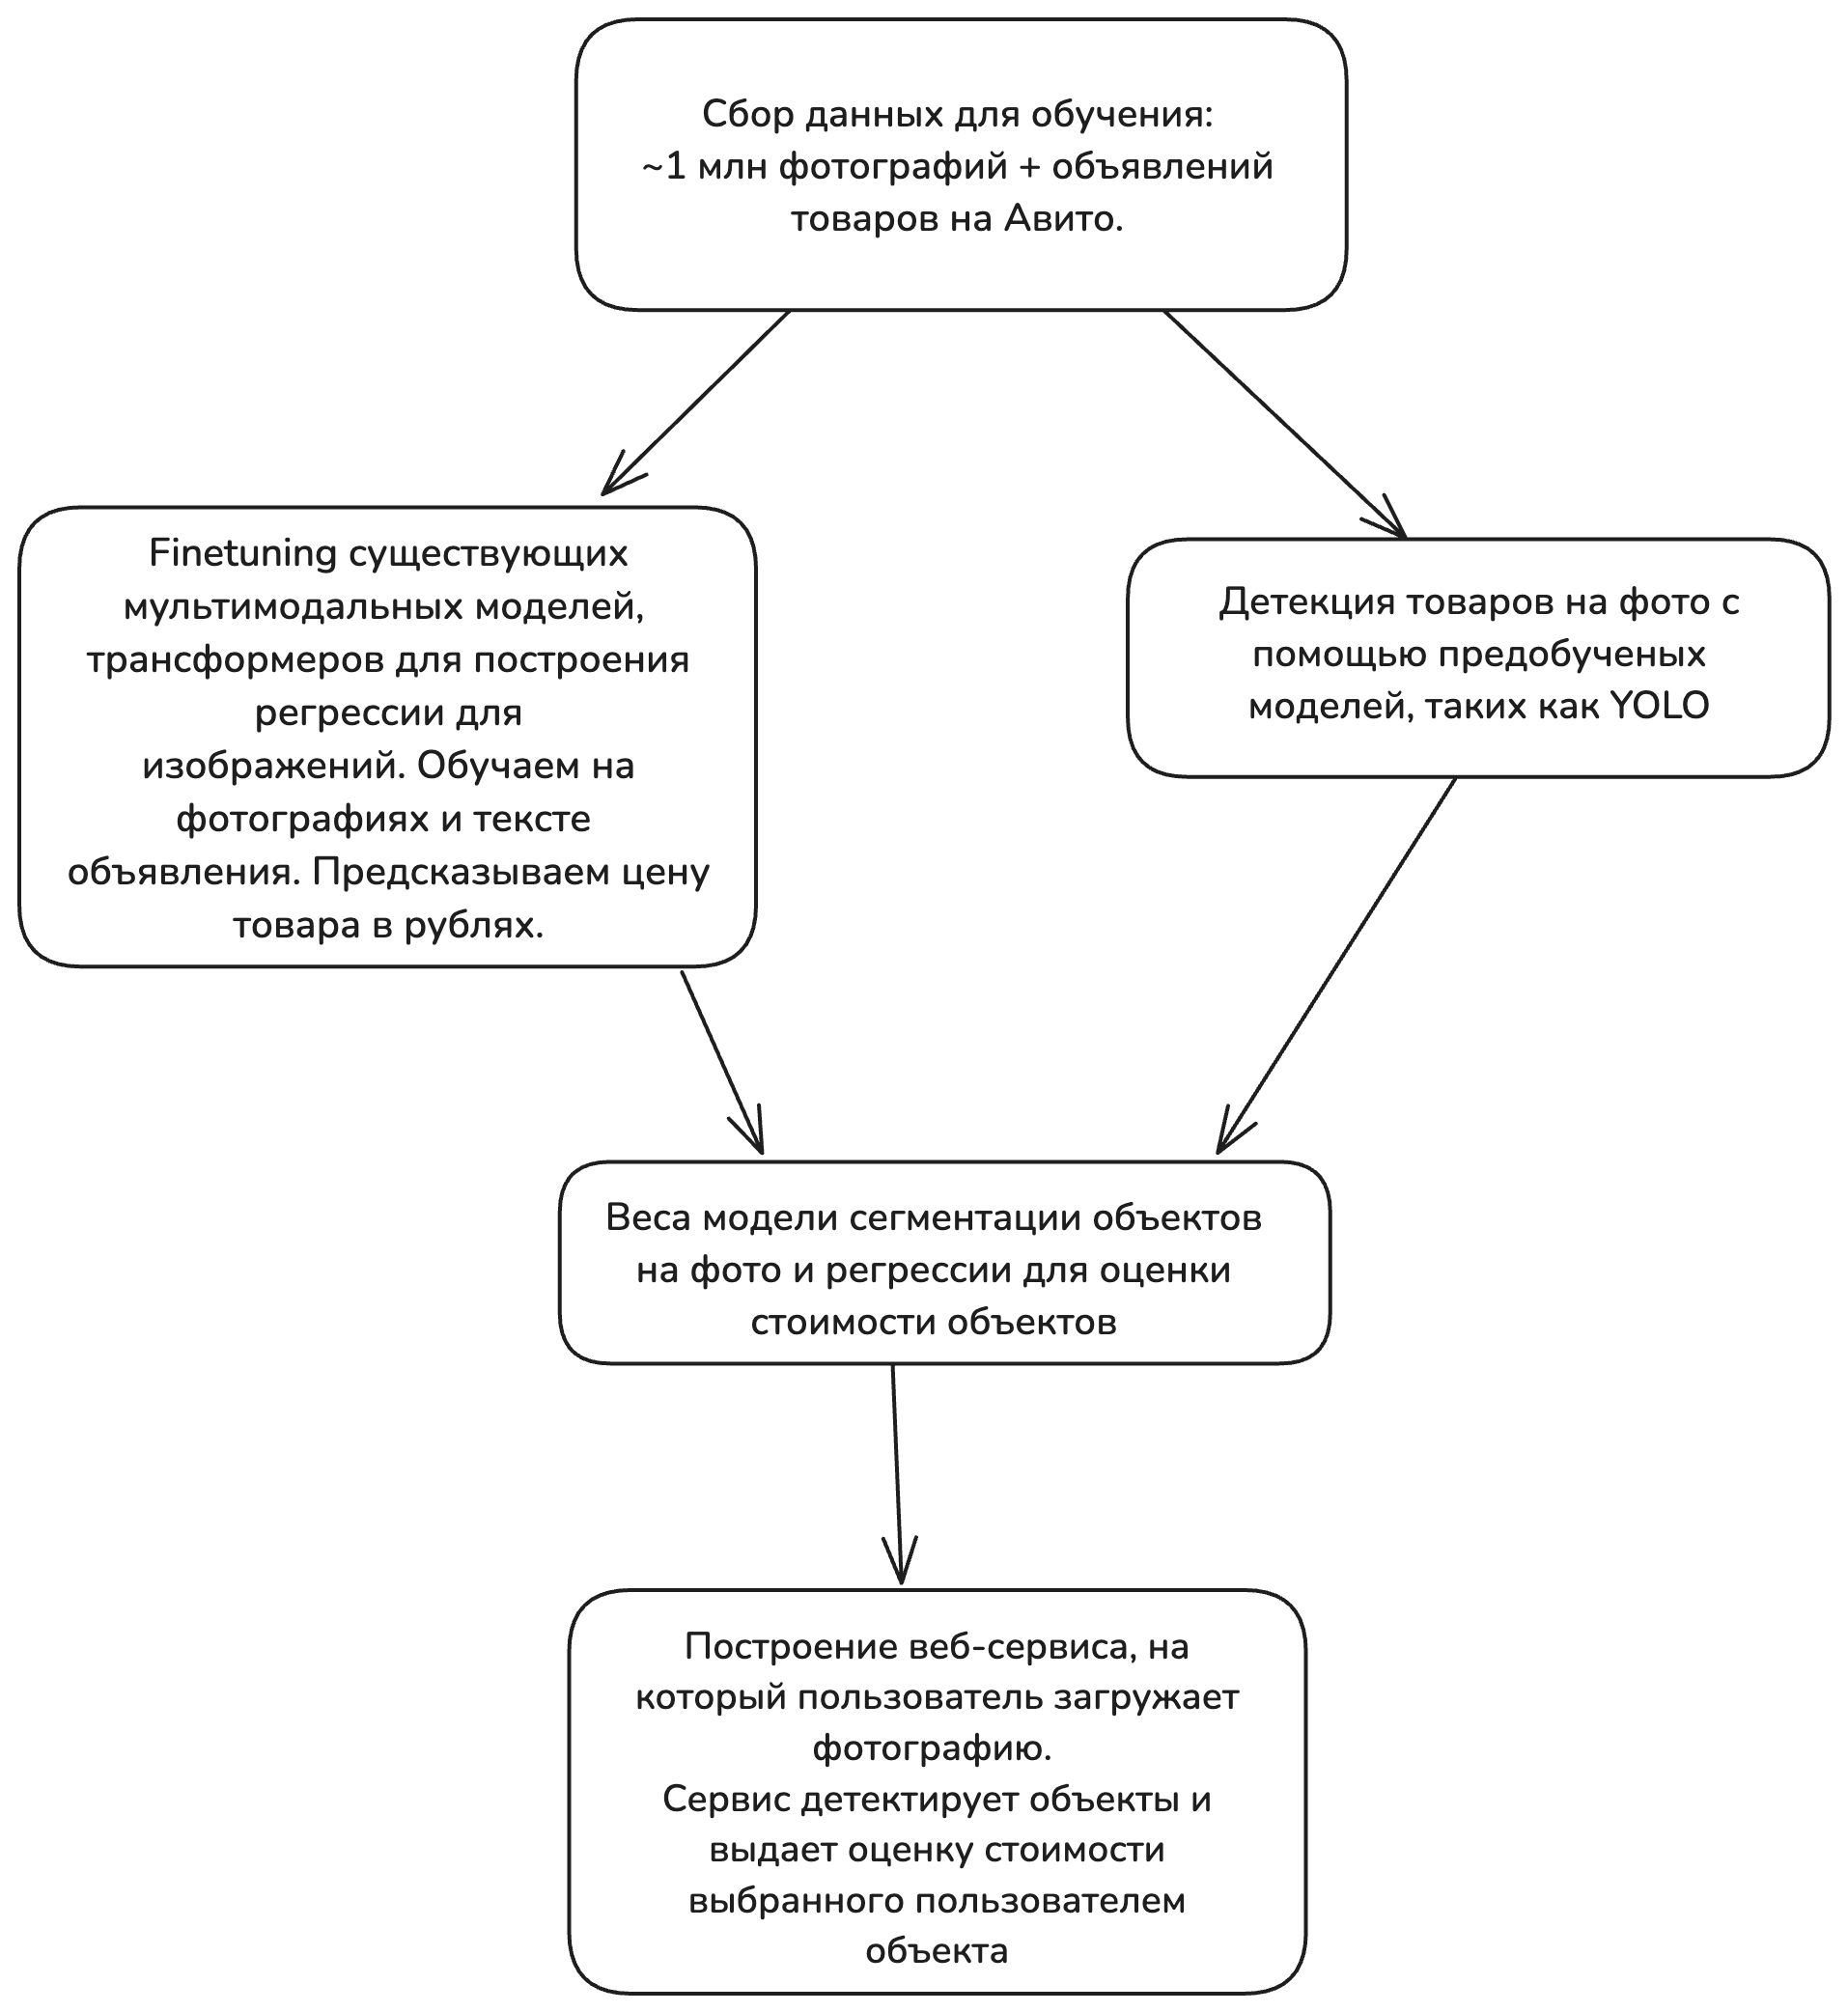 Сбор данных для обучения:
~1 млн фотографий + объявлений
товаров на Авито.
Finetuning существующих
мультимодальных моделей,
трансформеров для построения
регрессии для
изображений. Обучаем на
фотографиях и тексте
объявления. Предсказываем цену
товара в рублях.
Детекция товаров на фото с
помощью предобученых
моделей, таких как YOLO
Веса модели сегментации объектов
на фото и регрессии для оценки
стоимости объектов
Построение веб-сервиса, на
который пользователь загружает
фотографию.
Сервис детектирует объекты и
выдает оценку стоимости
выбранного пользователем
объекта